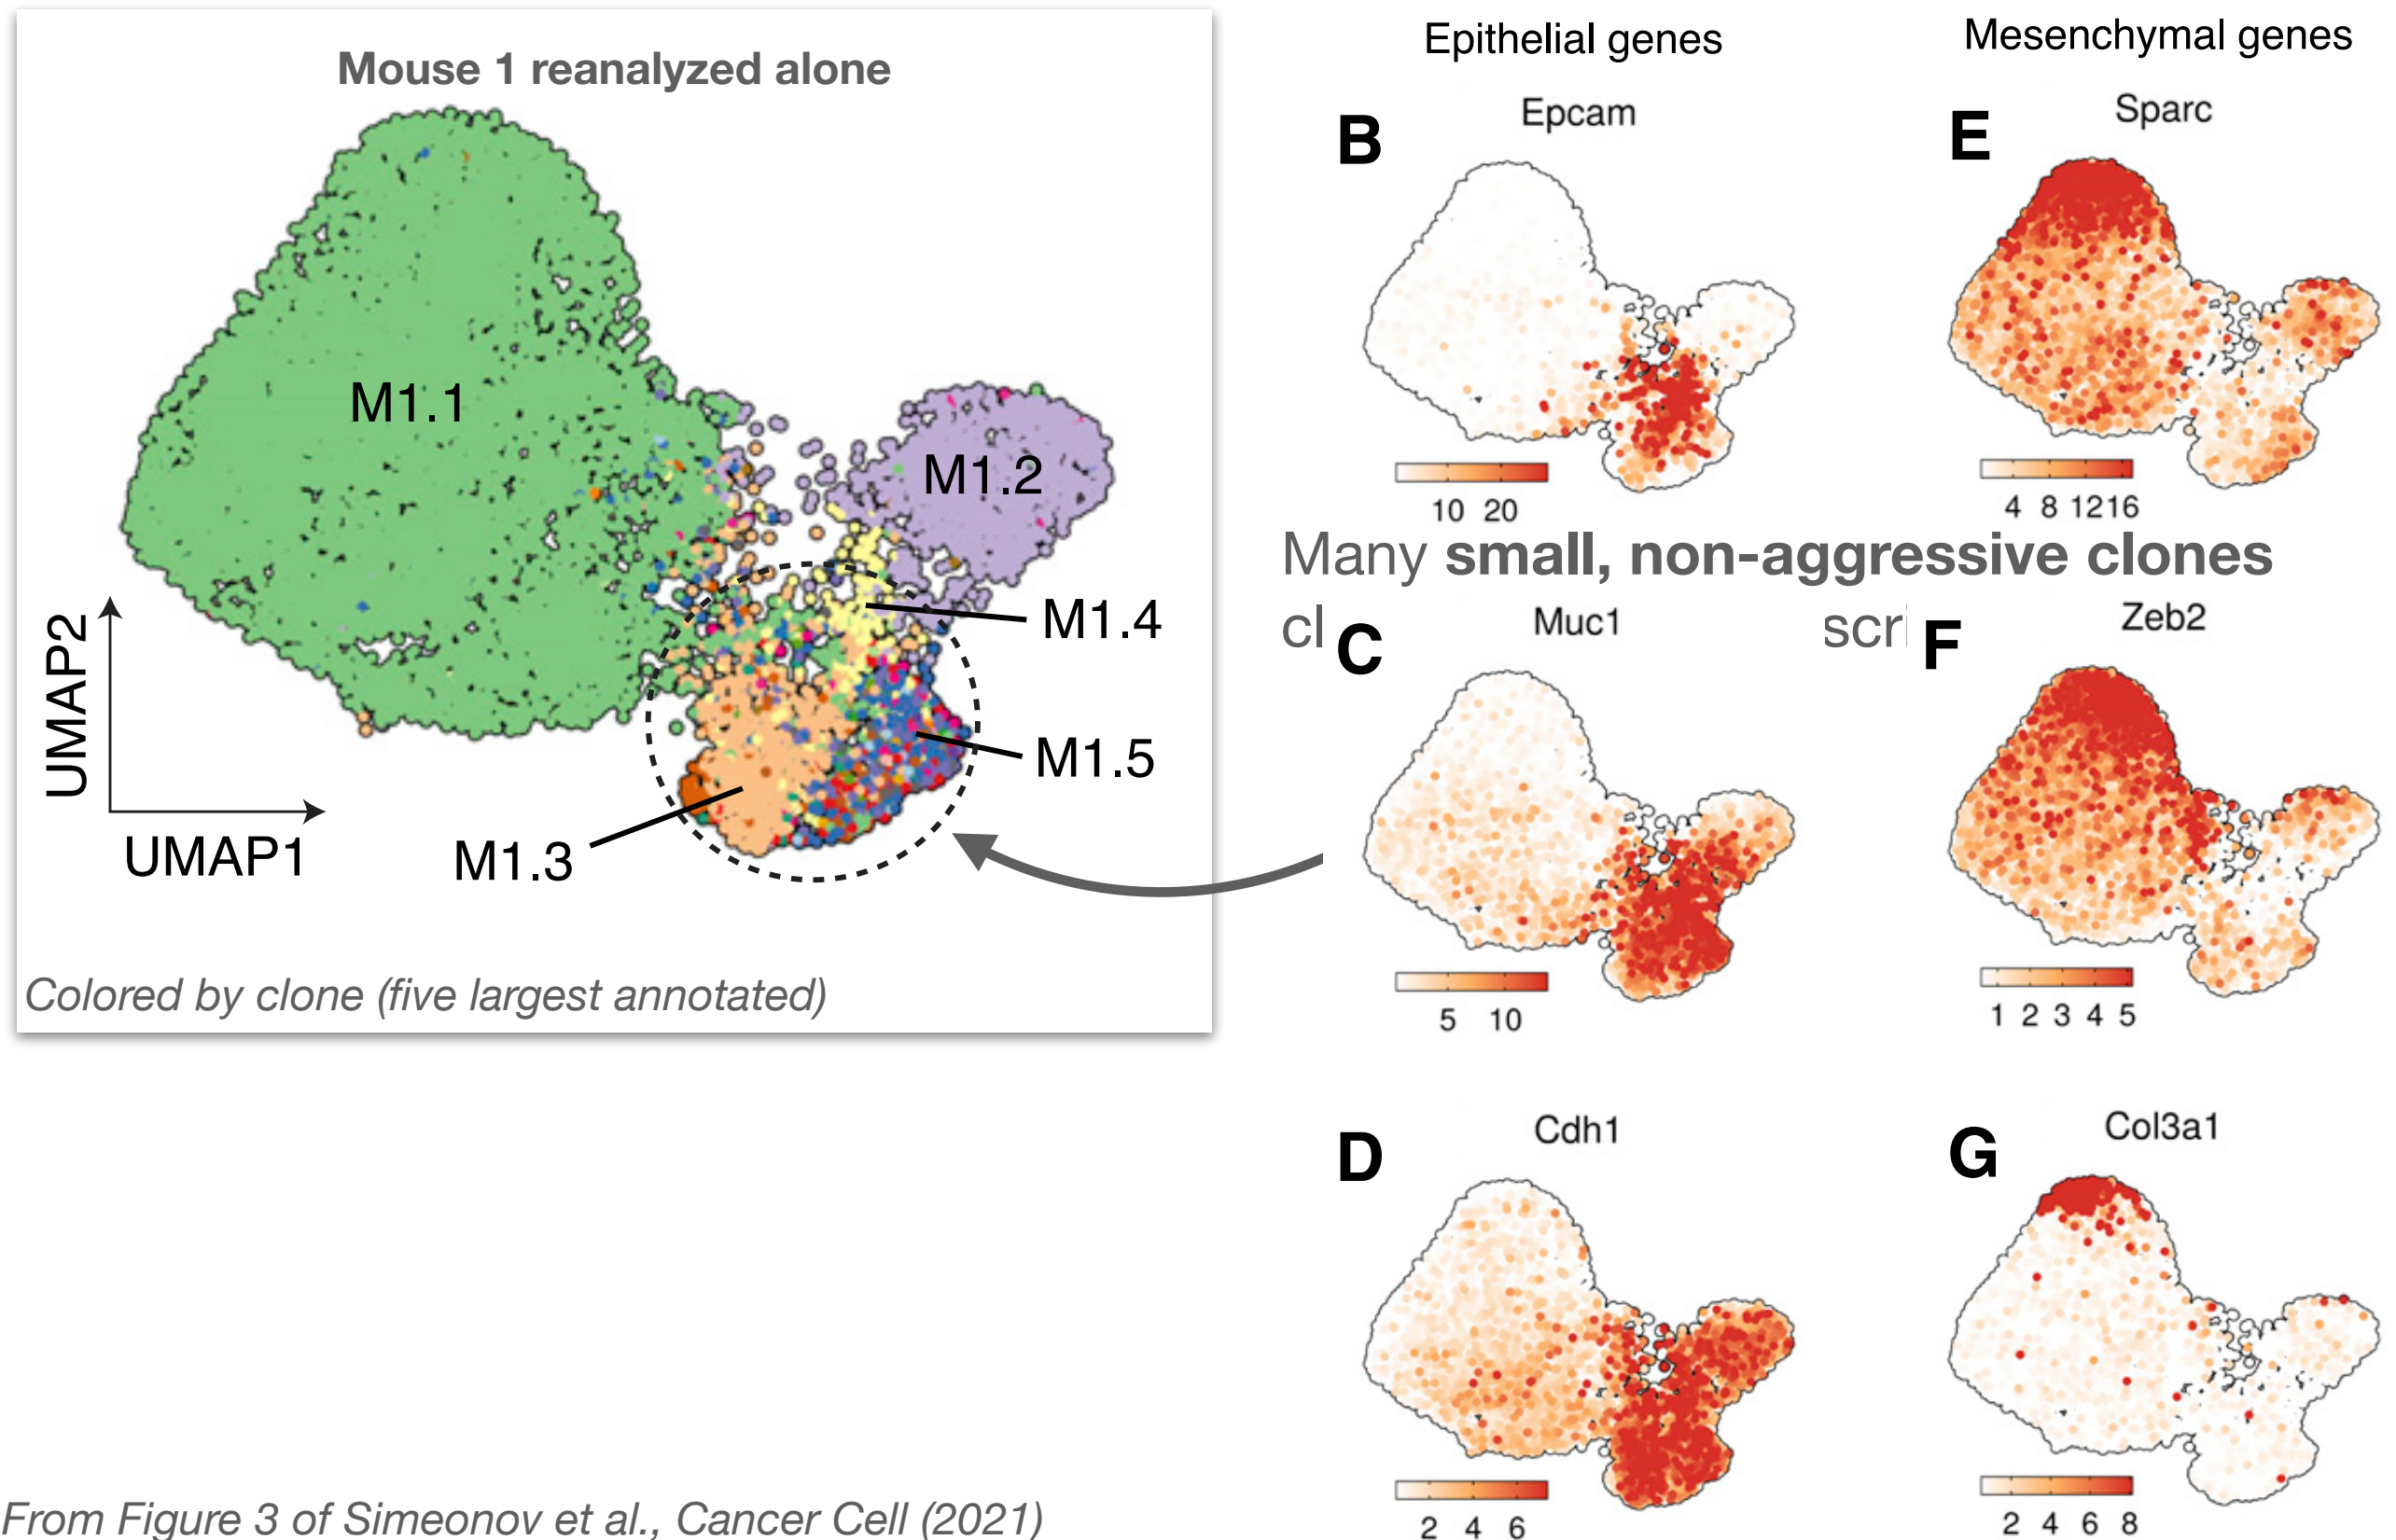 Mouse 1 reanalyzed alone
M1.1
M1.2
M1.4
M1.5
M1.3
UMAP2
UMAP1
Colored by clone (five largest annotated)
Epithelial genes
Mesenchymal genes
B
Epcam
10 20
E
Sparc
4 8 12 16
Many small, non-aggressive clones
cl
scri
C
Muc1
5 10
F
Zeb2
1 2 3 4 5
D
Cdh1
2 4 6
G
Col3a1
2 4 6 8
From Figure 3 of Simeonov et al., Cancer Cell (2021)